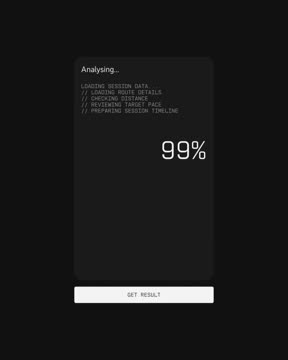 Analysing...
LOADING SESSION DATA
// LOADING ROUTE DETAILS
// CHECKING DISTANCE
// REVIEWING TARGET PACE
// PREPARING SESSION TIMELINE
99%
GET RESULT